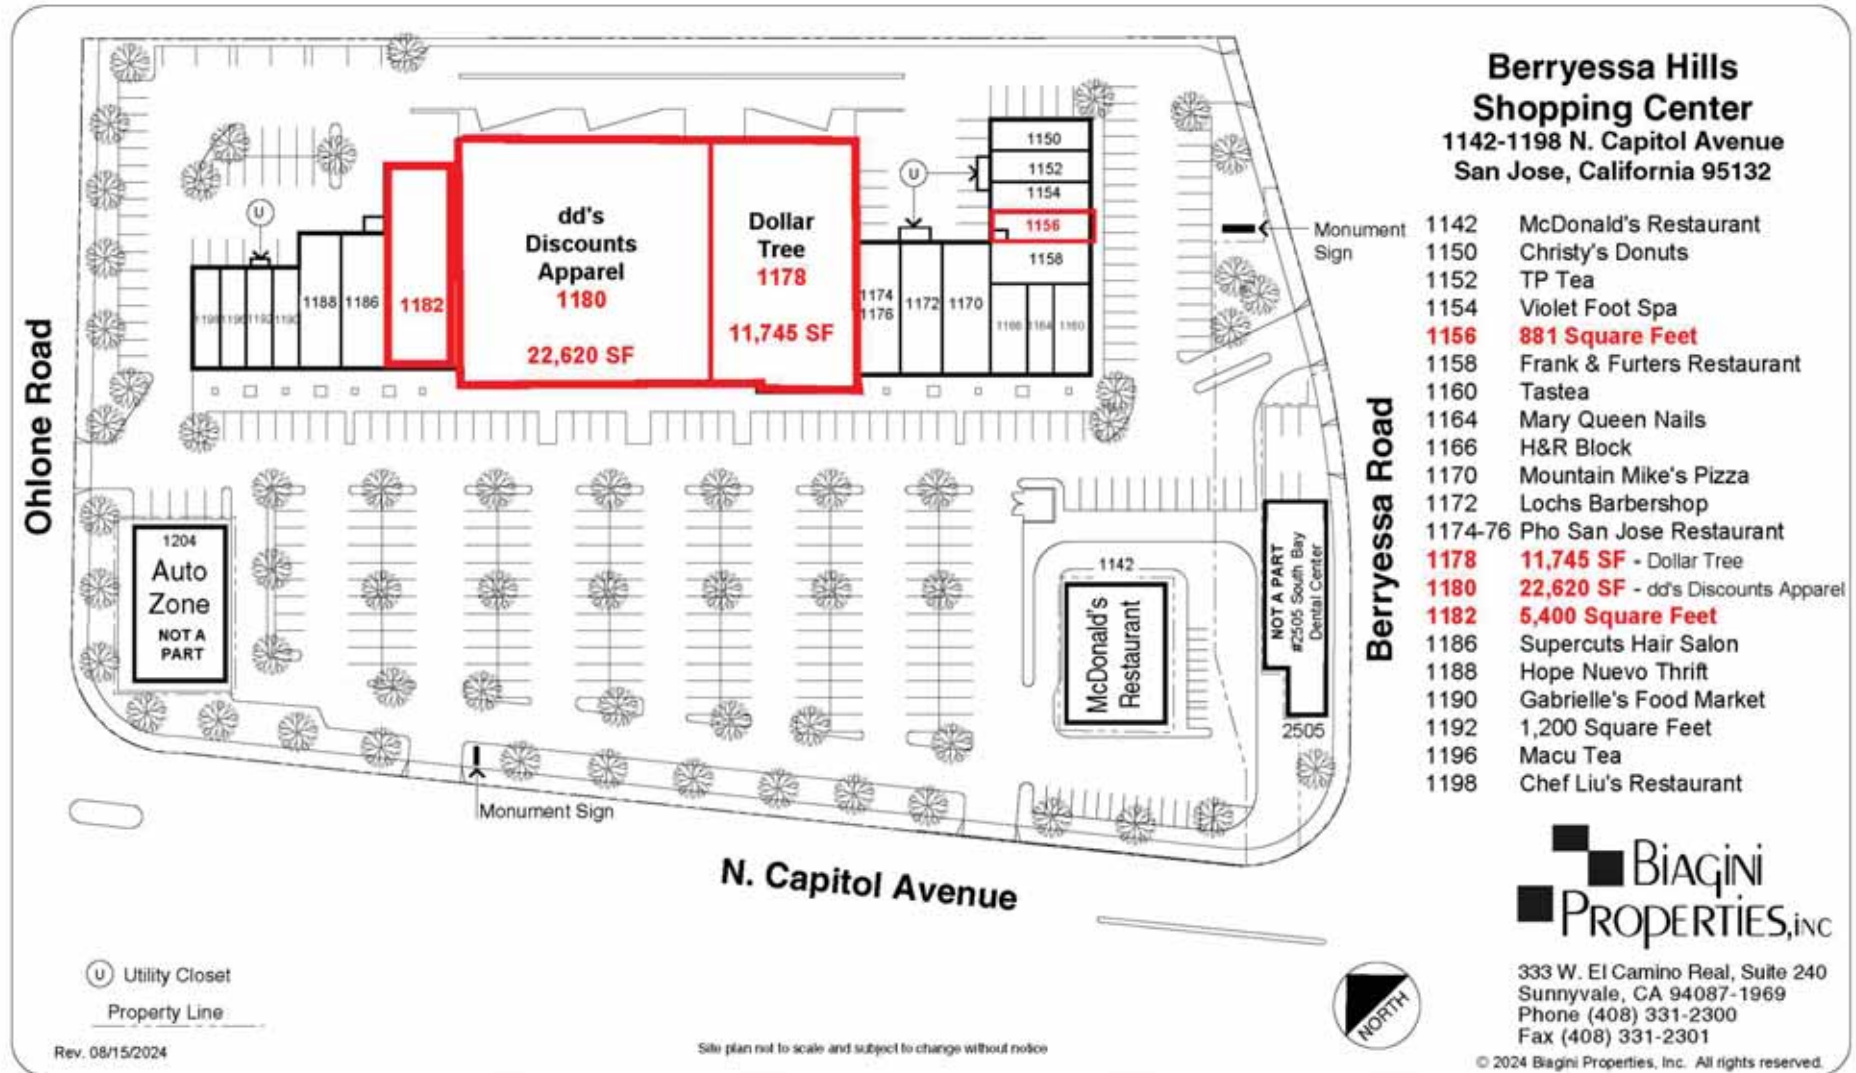 Berryessa Hills
Shopping Center
1142-1198 N. Capitol Avenue
San Jose, California 95132
1142 McDonald's Restaurant
1150 Christy's Donuts
1152 TP Tea
1154 Violet Foot Spa
1156 881 Square Feet
1158 Frank & Furters Restaurant
1160 Tastea
1164 Mary Queen Nails
1166 H&R Block
1170 Mountain Mike's Pizza
1172 Lochs Barbershop
1174-76 Pho San Jose Restaurant
1178 11,745 SF - Dollar Tree
1180 22,620 SF - dd's Discounts Apparel
1182 5,400 Square Feet
1186 Supercuts Hair Salon
1188 Hope Nuevo Thrift
1190 Gabrielle's Food Market
1192 1,200 Square Feet
1196 Macu Tea
1198 Chef Liu's Restaurant
U
U
1150
1152
1154
1156
1158
1166 1164 1160
Monument
Sign
1198 1196 1192 1190
1188 1186
1182
dd's
Discounts
Apparel
1180
22,620 SF
Dollar
Tree
1178
11,745 SF
1174
1176
1172
1170
Ohlone Road
Berryessa Road
1204
Auto
Zone
NOT A
PART
1142
McDonald's
Restaurant
NOT A PART
#2505 South Bay
Dental Center
2505
Monument Sign
N. Capitol Avenue
U Utility Closet
Property Line
Rev. 08/15/2024
Site plan not to scale and subject to change without notice
NORTH
BIAGINI
PROPERTIES, INC
333 W. El Camino Real, Suite 240
Sunnyvale, CA 94087-1969
Phone (408) 331-2300
Fax (408) 331-2301
© 2024 Biagini Properties, Inc. All rights reserved.